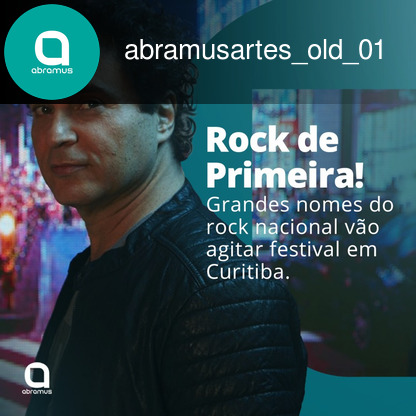 abramus
abramusartes_old_01
Rock de
Primeira!
Grandes nomes do
rock nacional vão
agitar festival em
Curitiba.
abramus